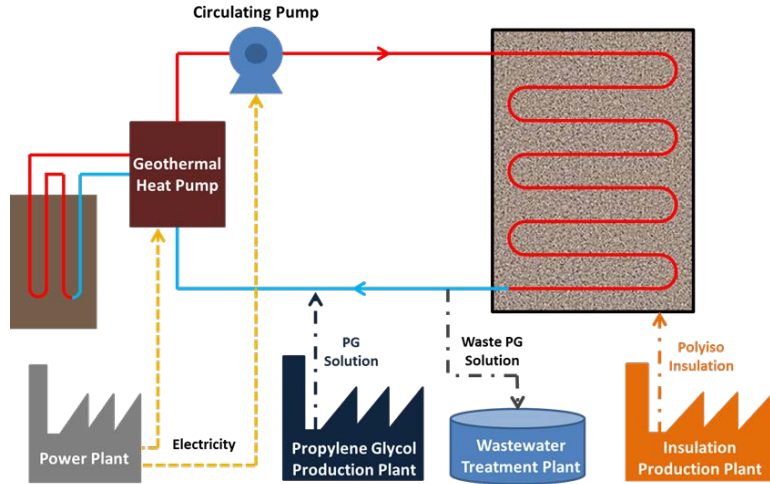 Circulating Pump
Geothermal
Heat Pump
PG
Solution
Waste PG
Solution
Polyiso
Insulation
Electricity
Power Plant
Propylene Glycol
Production Plant
Wastewater
Treatment Plant
Insulation
Production Plant